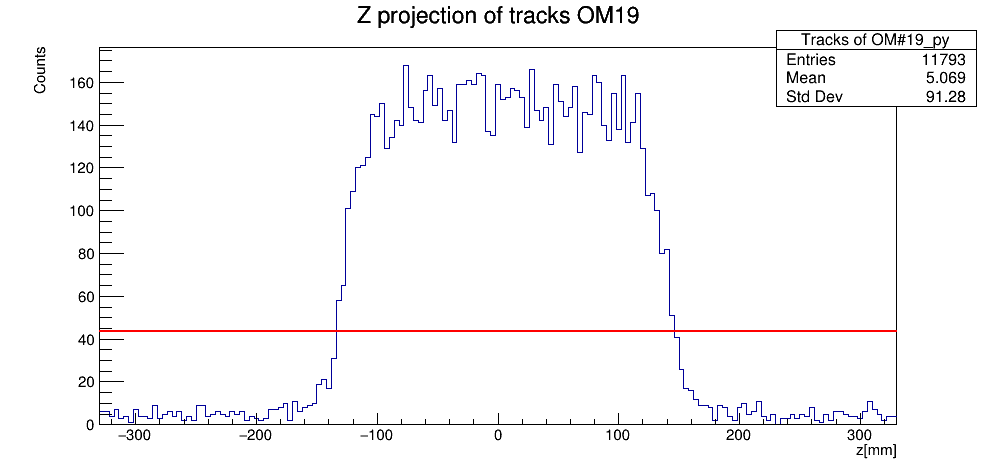 Z projection of tracks OM19
Counts
Tracks of OM#19_py
Entries 11793
Mean 5.069
Std Dev 91.28
160
140
120
100
80
60
40
20
0
−300 −200 −100 0 100 200 300
z[mm]